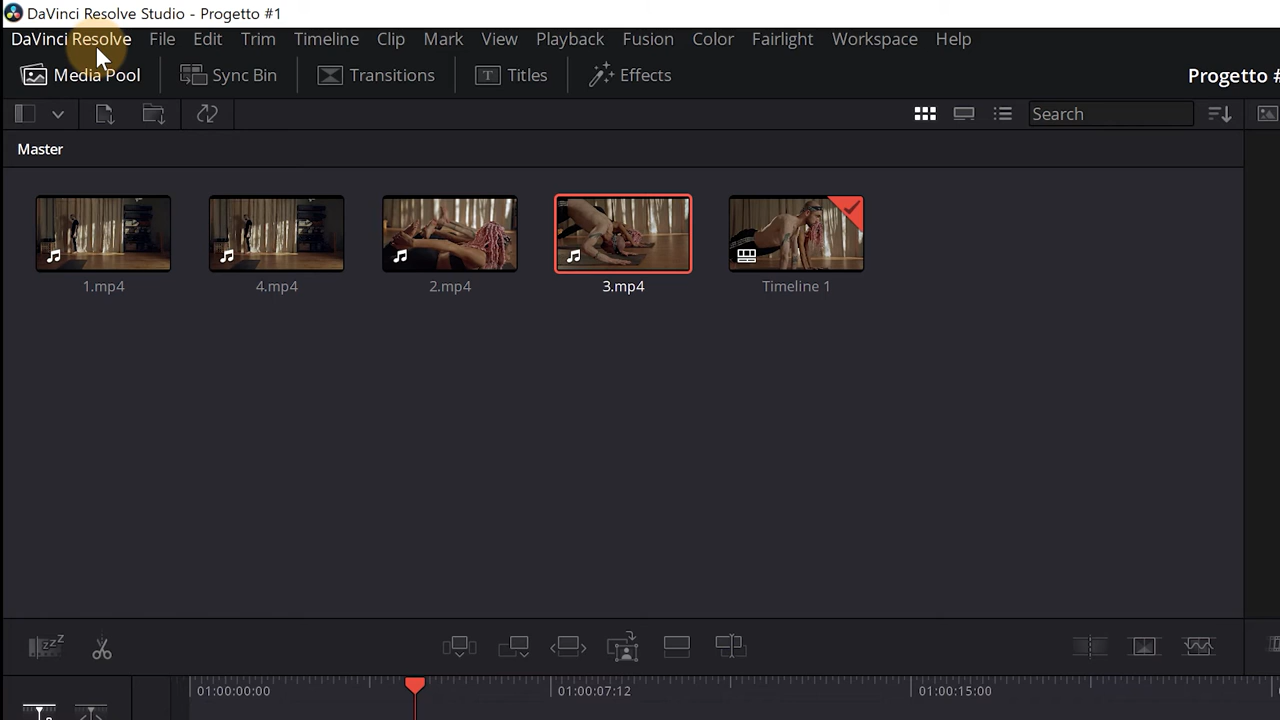 DaVinci Resolve Studio - Progetto #1
DaVinci Resolve File Edit Trim Timeline Clip Mark View Playback Fusion Color Fairlight Workspace Help
Media Pool Sync Bin Transitions T Titles Effects Progetto #
Search
Master
1.mp4 4.mp4 2.mp4 3.mp4 Timeline 1
zzZ
01:00:00:00 01:00:07:12 01:00:15:00